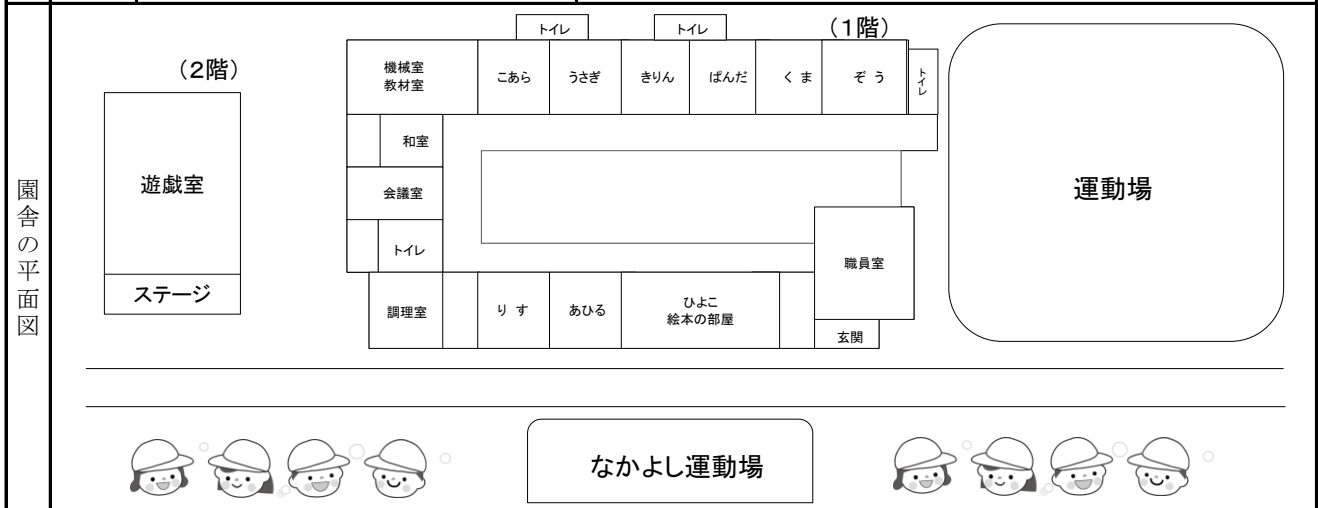 園舎の平面図
（2階）
遊戯室
ステージ
（1階）
トイレ
トイレ
機械室
教材室
こあら
うさぎ
きりん
ぱんだ
くま
ぞう
トイレ
和室
会議室
トイレ
調理室
りす
あひる
ひよこ
絵本の部屋
職員室
玄関
運動場
なかよし運動場